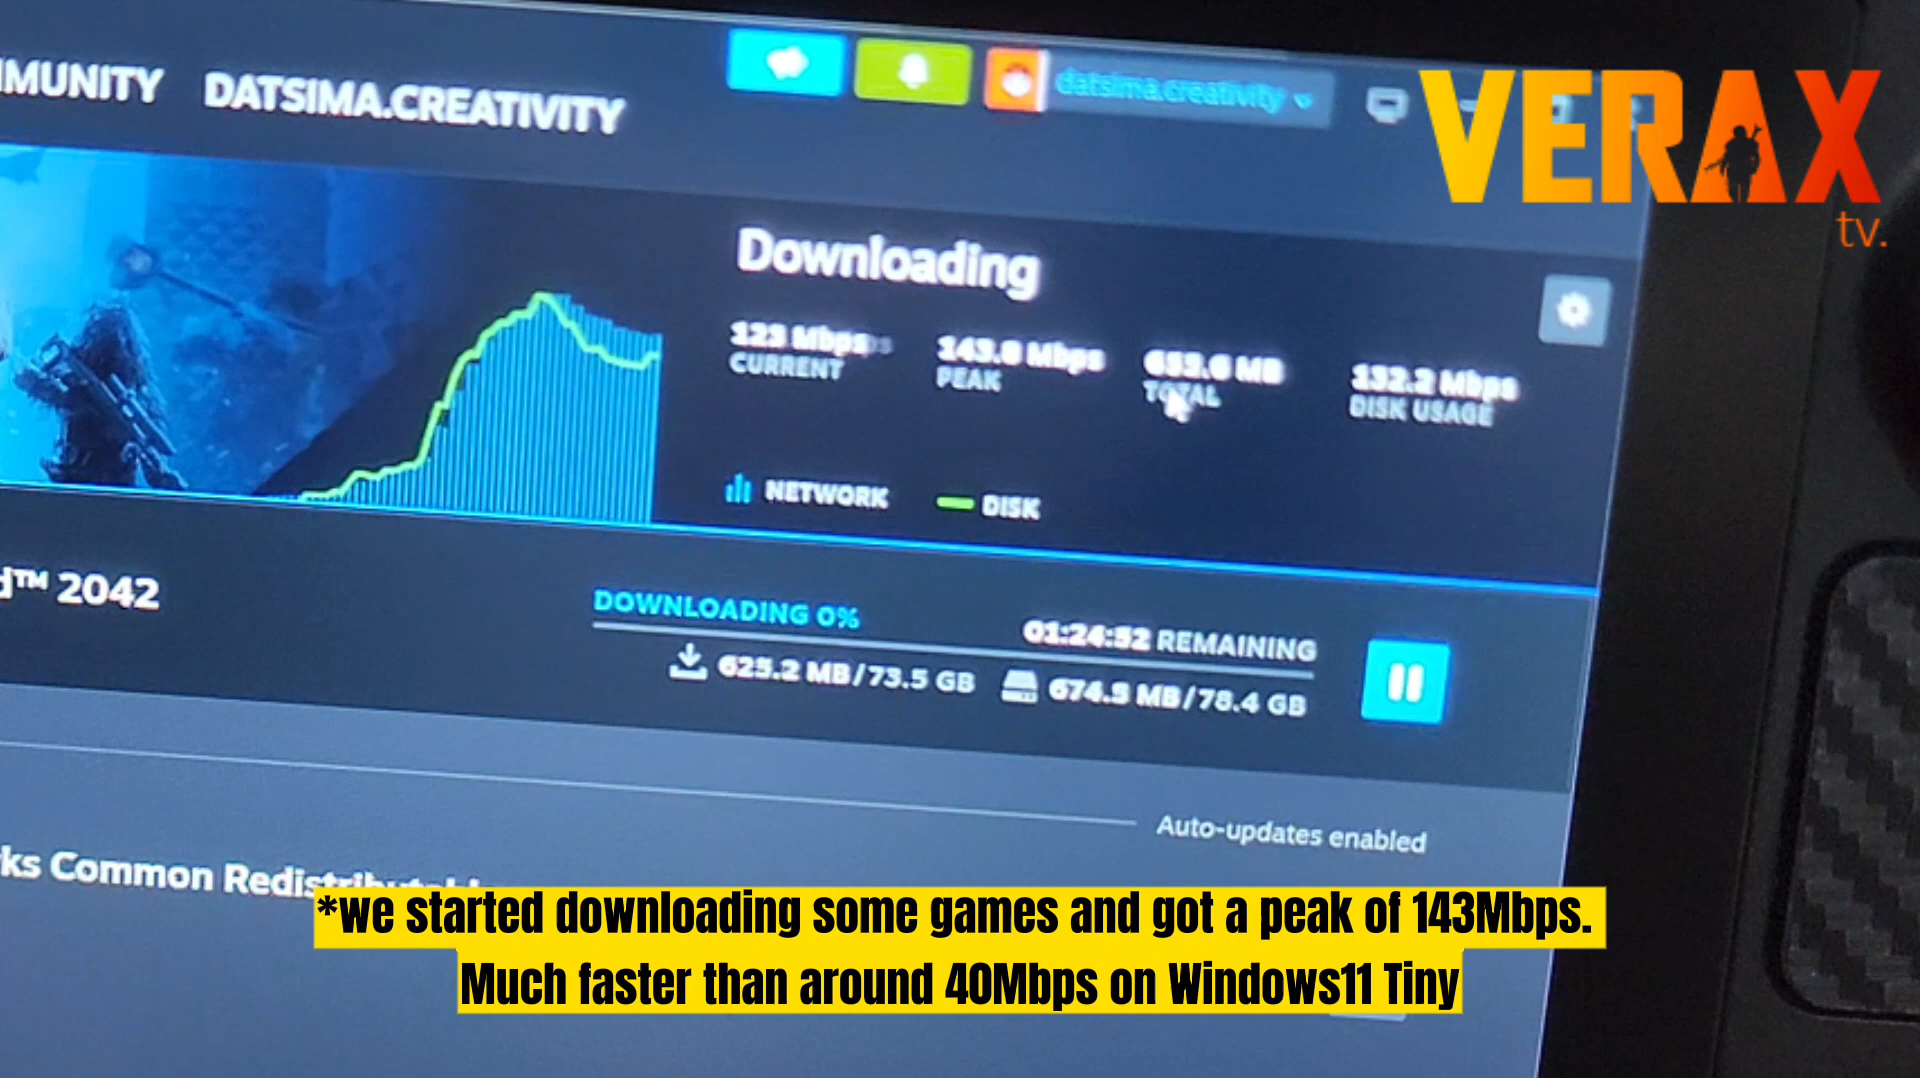 MMUNITY DATSIMA.CREATIVITY
datsima.creativity
VERAX
tv.
Downloading
123 Mbps 143.8 Mbps 653.6 MB 132.2 Mbps
CURRENT PEAK TOTAL DISK USAGE
NETWORK DISK
d™ 2042
DOWNLOADING 0% 01:24:52 REMAINING
625.2 MB/73.5 GB 674.5 MB/78.4 GB
Auto-updates enabled
ks Common Redistributabl
*we started downloading some games and got a peak of 143Mbps.
Much faster than around 40Mbps on Windows11 Tiny